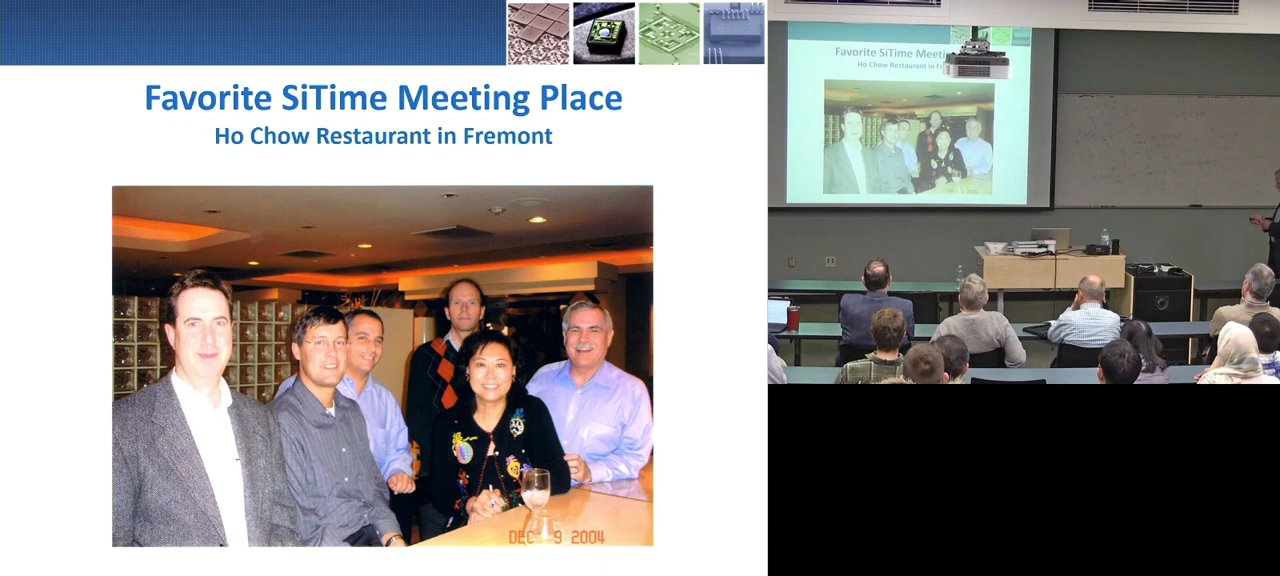 Favorite SiTime Meeting Place
Ho Chow Restaurant in Fremont
DEC 9 2004
Favorite SiTime Meeti
Ho Chow Restaurant in Fr